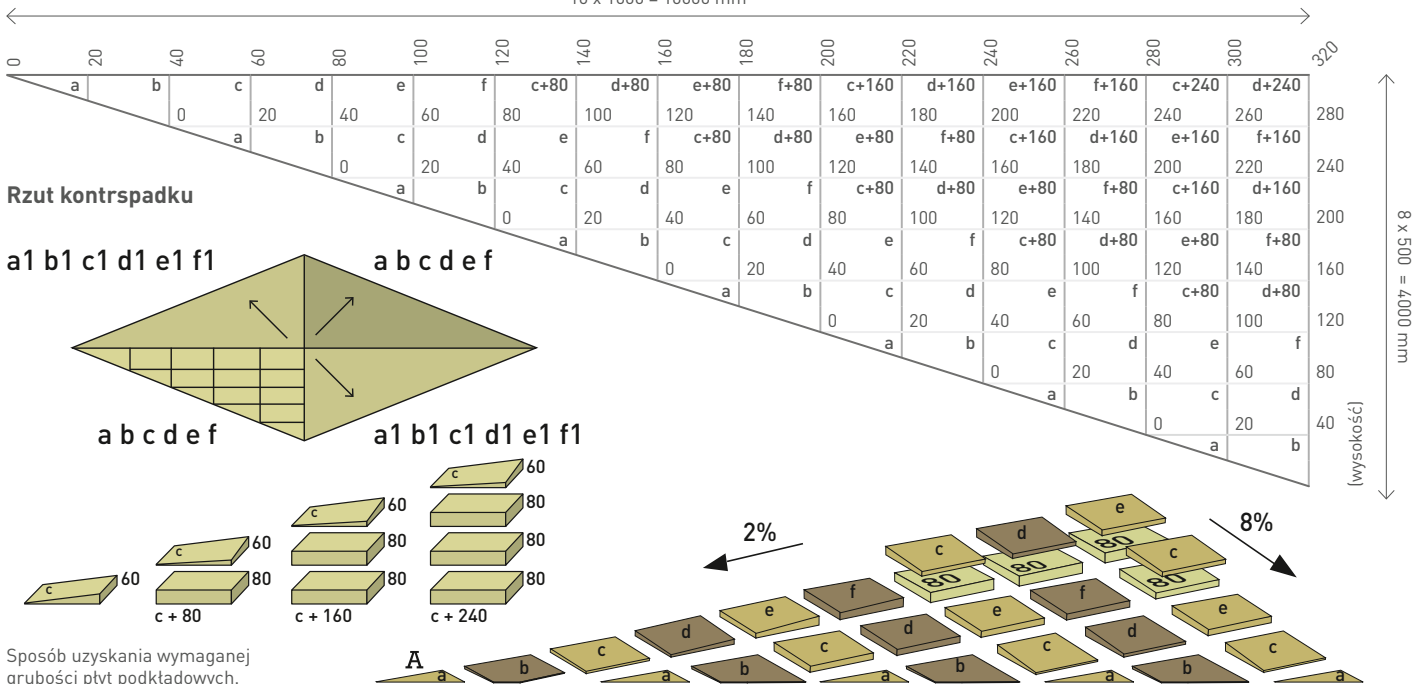 0 20 40 60 80 100 120 140 160 180 200 220 240 260 280 300 320
a b c d e f c+80 d+80 e+80 f+80 c+160 d+160 e+160 f+160 c+240 d+240
0 20 40 60 80 100 120 140 160 180 200 220 240 260 280
a b c d e f c+80 d+80 e+80 f+80 c+160 d+160 e+160 f+160
0 20 40 60 80 100 120 140 160 180 200 220 240
Rzut kontrspadku
a b c d e f c+80 d+80 e+80 f+80 c+160 d+160
0 20 40 60 80 100 120 140 160 180 200
a b c d e f c+80 d+80 e+80 f+80
0 20 40 60 80 100 120 140 160
a b c d e f c+80 d+80
0 20 40 60 80 100 120
a b c d e f
0 20 40 60 80
a b c d
0 20 40
a b
(wysokość)
8 x 500 = 4000 mm
a1 b1 c1 d1 e1 f1 a b c d e f
a b c d e f a1 b1 c1 d1 e1 f1
c 60
c 60 80
c + 80
c 60 80 80
c + 160
c 60 80 80 80
c + 240
2% 8%
e
d
c 80 c
80 80 80
f f
e e e
d d d
c c c c
A
a b a b a b a b a
Sposób uzyskania wymaganej
grubości płyt podkładowych.